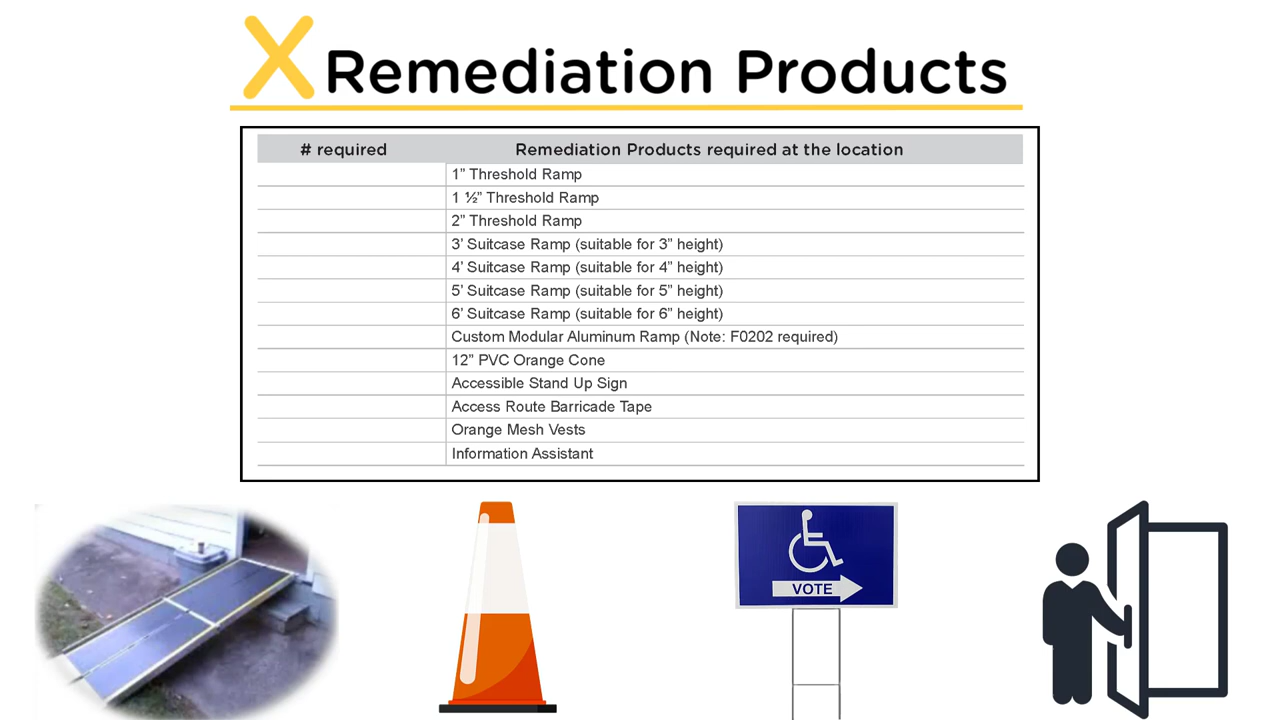 X Remediation Products
# required Remediation Products required at the location
1” Threshold Ramp
1 ½” Threshold Ramp
2” Threshold Ramp
3’ Suitcase Ramp (suitable for 3” height)
4’ Suitcase Ramp (suitable for 4” height)
5’ Suitcase Ramp (suitable for 5” height)
6’ Suitcase Ramp (suitable for 6” height)
Custom Modular Aluminum Ramp (Note: F0202 required)
12” PVC Orange Cone
Accessible Stand Up Sign
Access Route Barricade Tape
Orange Mesh Vests
Information Assistant
VOTE